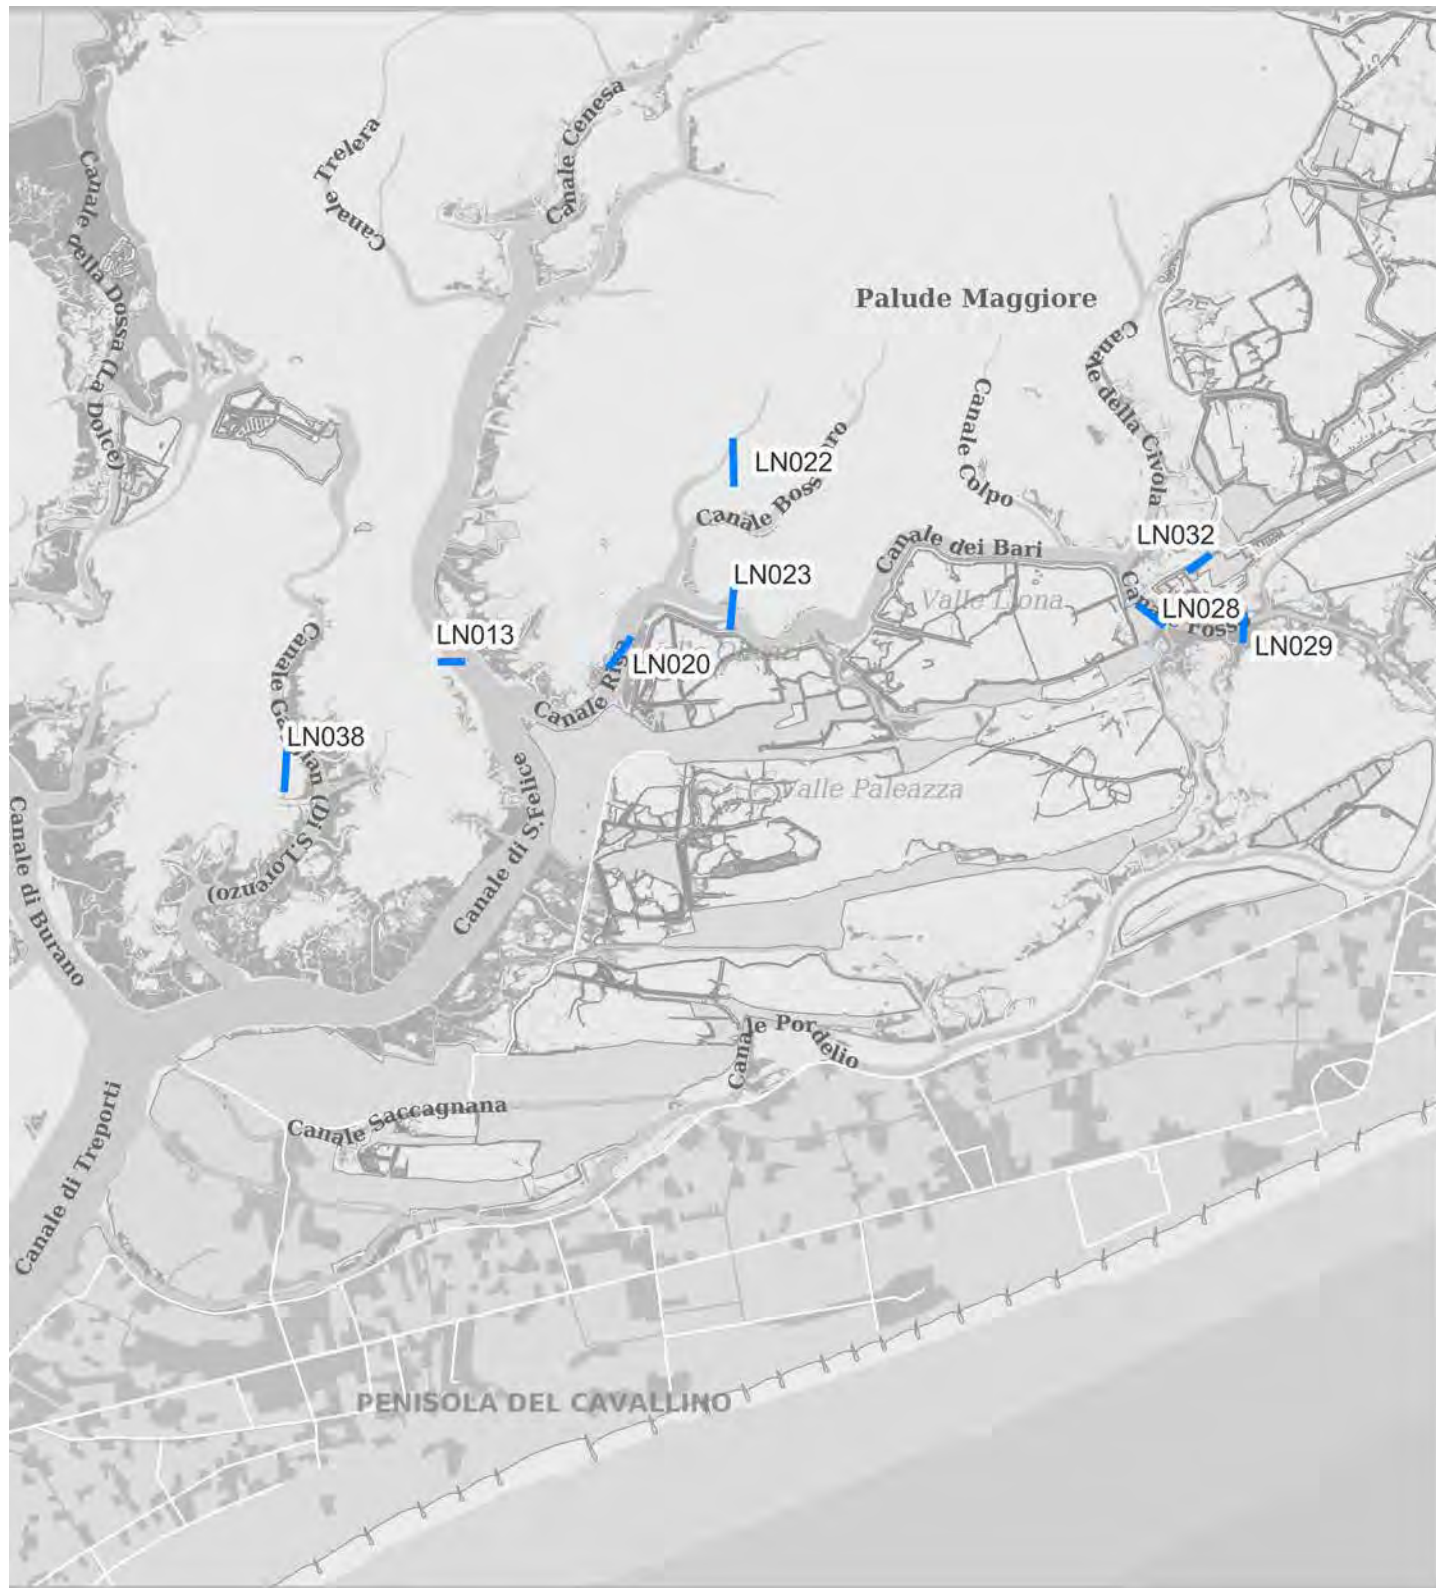 Canale Cenesa
Canale Trelera
Canale della Dossa (La Dolce)
Palude Maggiore
Canale della Civola
Canale Colpo
LN022
Canale Boss
Canale dei Bari
LN032
LN023
Valle
LN028
LN013
LN020
LN029
Canale
Canale
LN038
(Di S.Lorenzo)
Canale di S.Felice
Valle Paleazza
Canale di Burano
Canale Pordelio
Canale Saccagnana
Canale di Treporti
PENISOLA DEL CAVALLINO